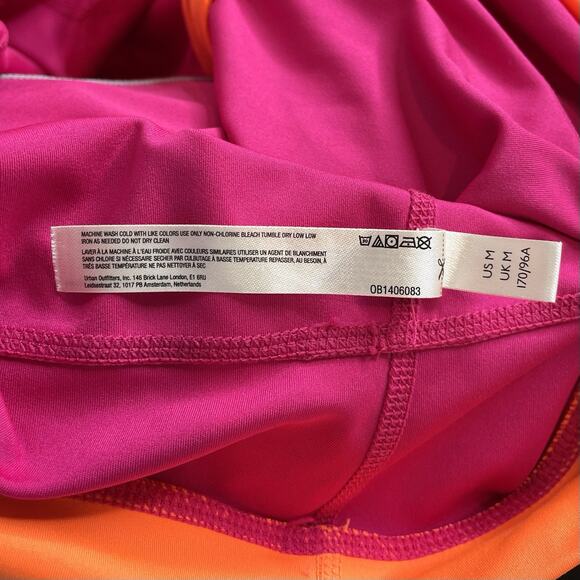 MACHINE WASH COLD WITH LIKE COLORS USE ONLY NON-CHLORINE BLEACH TUMBLE DRY LOW LOW
IRON AS NEEDED DO NOT DRY CLEAN
LAVER À LA MACHINE À L'EAU FROIDE AVEC COULEURS SIMILAIRES UTILISER UN AGENT DE BLANCHIMENT
SANS CHLORE SI NÉCESSAIRE SECHER PAR CULBUTAGE À BASSE TEMPERATURE REPASSER, AU BESOIN, À
TRÈS BASSE TEMPÉRATURE NE PAS NETTOYER À SEC
Urban Outfitters, Inc. 146 Brick Lane London, E1 6RU
Leidsestraat 32, 1017 PB Amsterdam, Netherlands
OB1406083
US M
UK M
170/96A